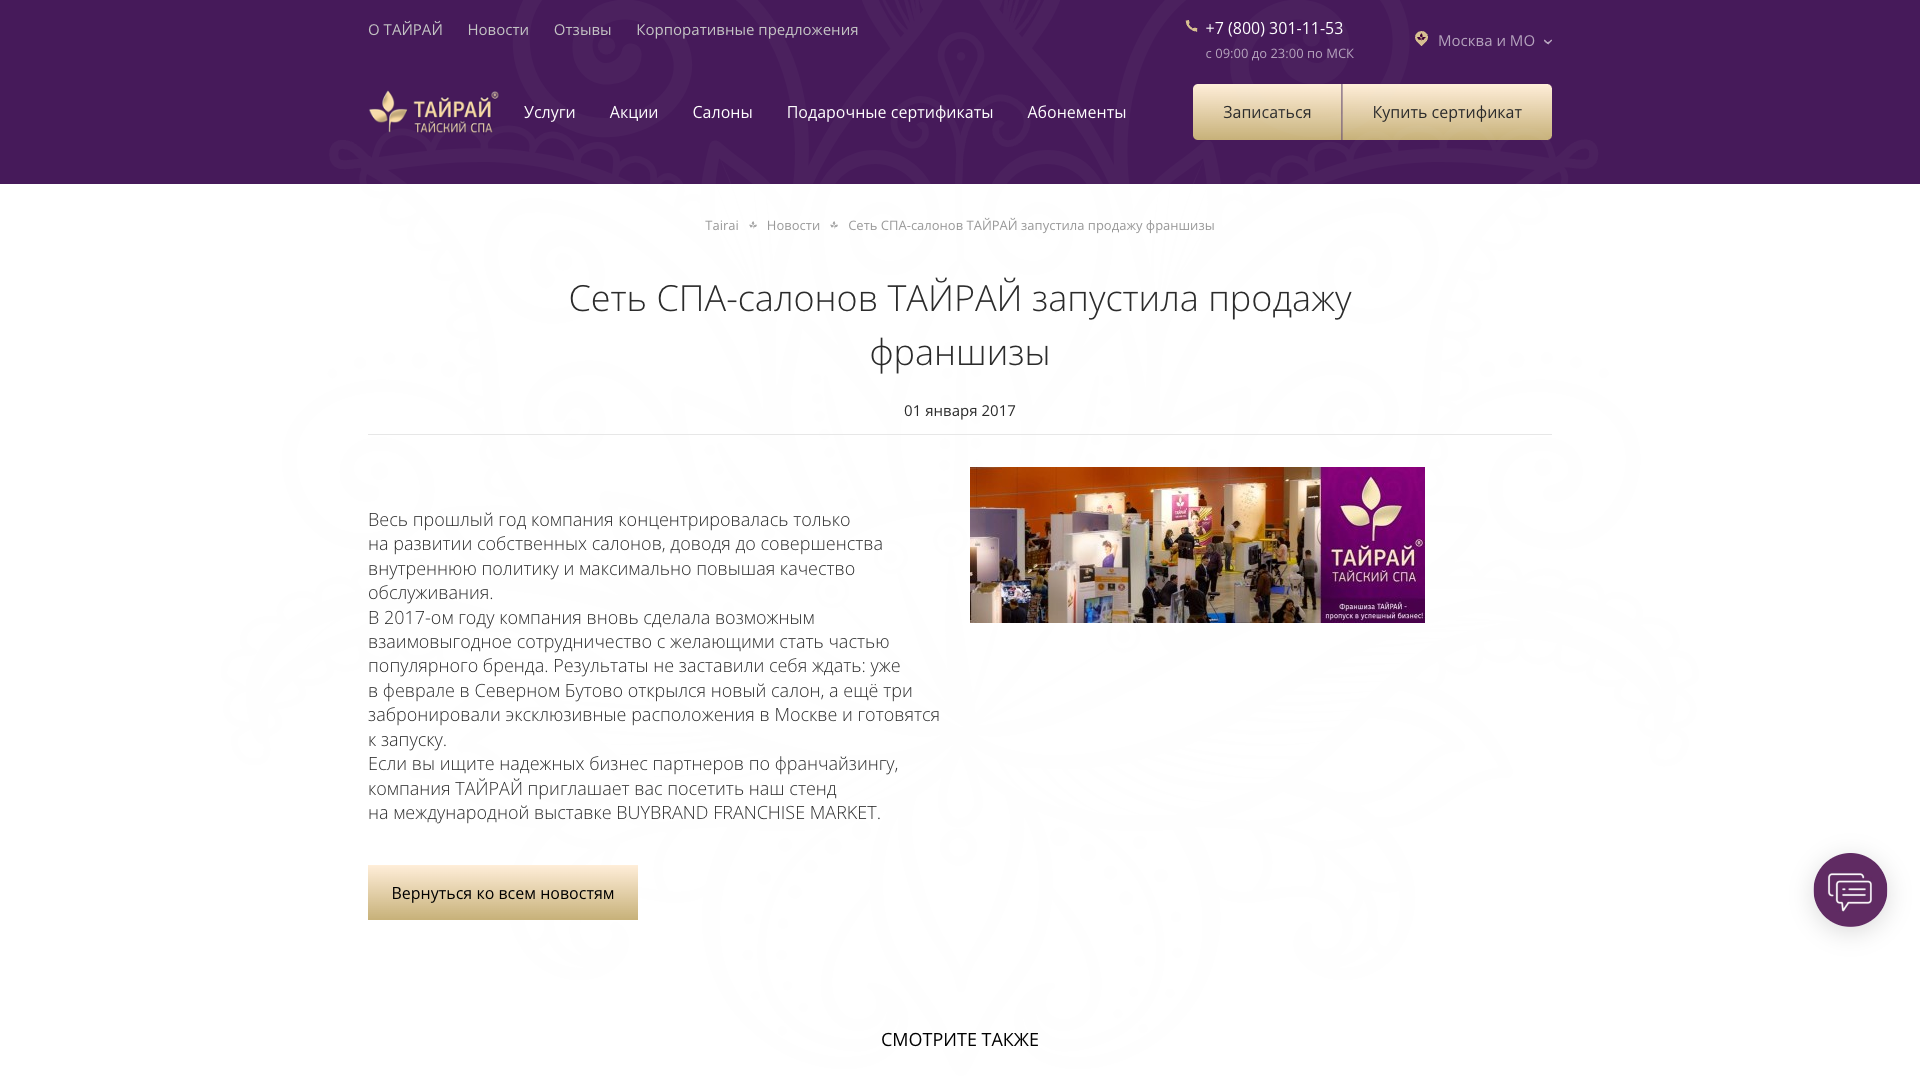 О ТАЙРАЙ Новости Отзывы Корпоративные предложения
+7 (800) 301-11-53
с 09:00 до 23:00 по МСК
Москва и МО
ТАЙРАЙ®
ТАЙСКИЙ СПА
Услуги Акции Салоны Подарочные сертификаты Абонементы
Записаться Купить сертификат
Tairai Новости Сеть СПА-салонов ТАЙРАЙ запустила продажу франшизы
Сеть СПА-салонов ТАЙРАЙ запустила продажу
франшизы
01 января 2017
Весь прошлый год компания концентрировалась только
на развитии собственных салонов, доводя до совершенства
внутреннюю политику и максимально повышая качество
обслуживания.
В 2017-ом году компания вновь сделала возможным
взаимовыгодное сотрудничество с желающими стать частью
популярного бренда. Результаты не заставили себя ждать: уже
в феврале в Северном Бутово открылся новый салон, а ещё три
забронировали эксклюзивные расположения в Москве и готовятся
к запуску.
Если вы ищите надежных бизнес партнеров по франчайзингу,
компания ТАЙРАЙ приглашает вас посетить наш стенд
на международной выставке BUYBRAND FRANCHISE MARKET.
ТАЙРАЙ®
ТАЙСКИЙ СПА
Франшиза ТАЙРАЙ -
пропуск в успешный бизнес!
Вернуться ко всем новостям
СМОТРИТЕ ТАКЖЕ